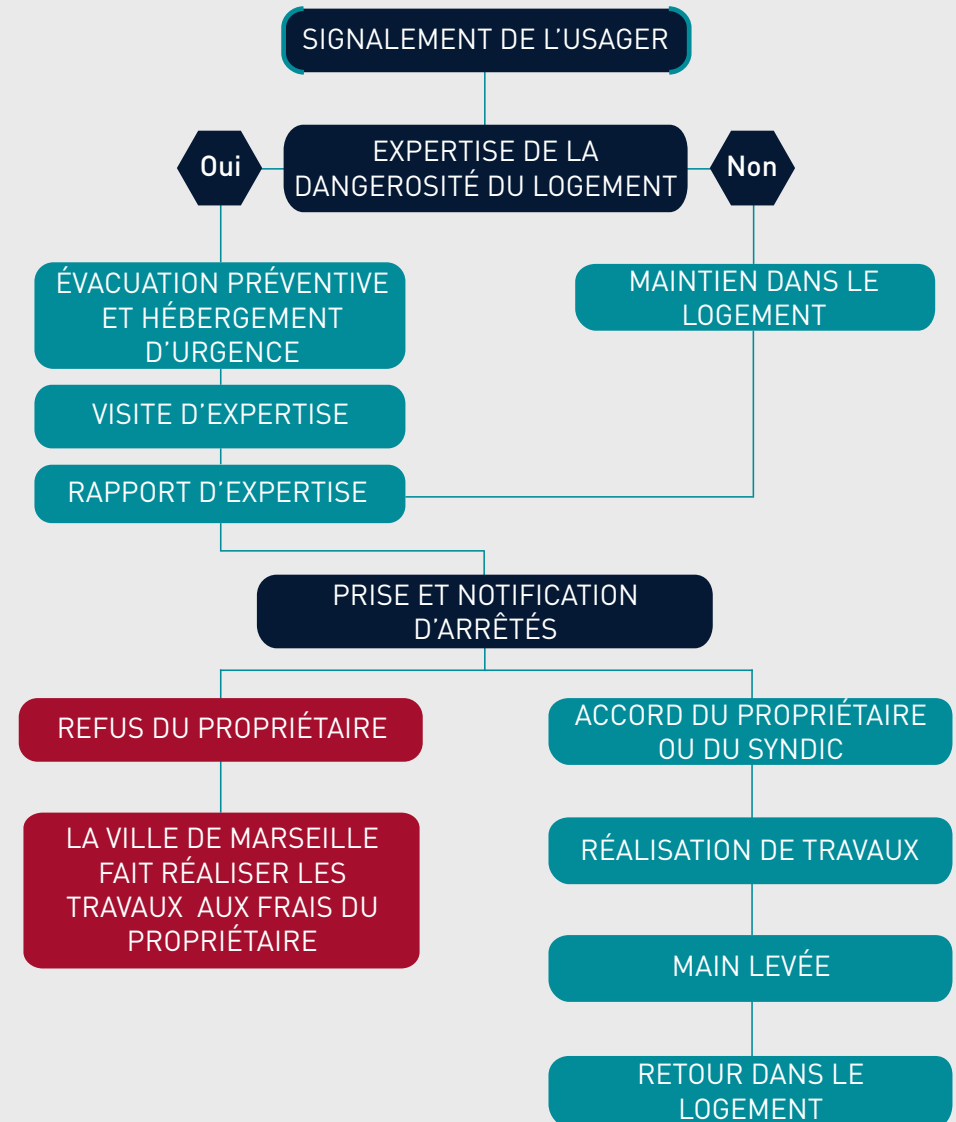 SIGNALEMENT DE L'USAGER
Oui
EXPERTISE DE LA
DANGEROSITÉ DU LOGEMENT
Non
ÉVACUATION PRÉVENTIVE
ET HÉBERGEMENT
D'URGENCE
MAINTIEN DANS LE
LOGEMENT
VISITE D'EXPERTISE
RAPPORT D'EXPERTISE
PRISE ET NOTIFICATION
D'ARRÊTÉS
REFUS DU PROPRIÉTAIRE
LA VILLE DE MARSEILLE
FAIT RÉALISER LES
TRAVAUX AUX FRAIS DU
PROPRIÉTAIRE
ACCORD DU PROPRIÉTAIRE
OU DU SYNDIC
RÉALISATION DE TRAVAUX
MAIN LEVÉE
RETOUR DANS LE
LOGEMENT